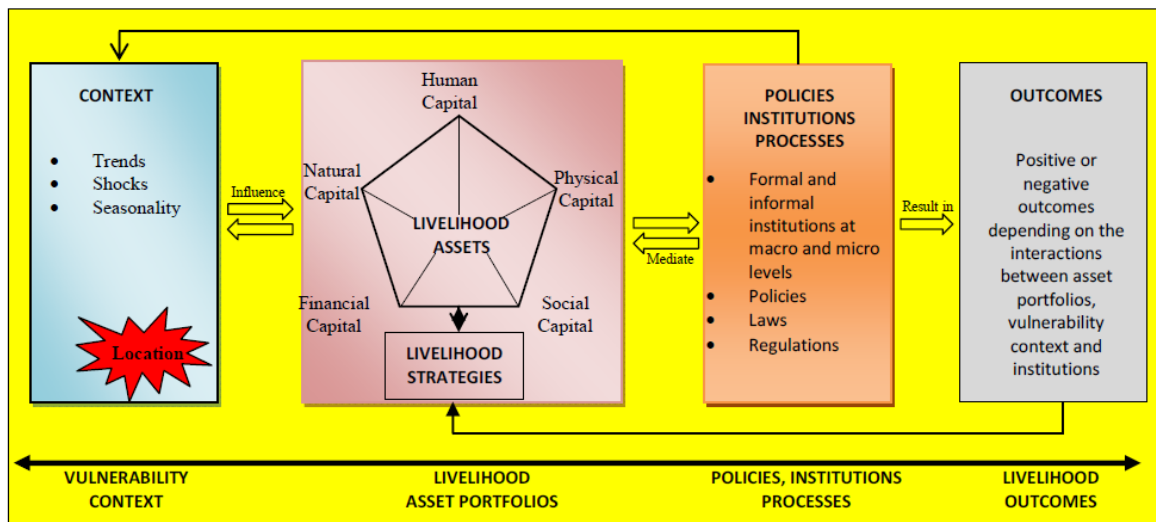 CONTEXT
• Trends
• Shocks
• Seasonality
Location
Influence
Human
Capital
Natural
Capital
Physical
Capital
LIVELIHOOD
ASSETS
Financial
Capital
Social
Capital
LIVELIHOOD
STRATEGIES
Mediate
POLICIES
INSTITUTIONS
PROCESSES
• Formal and
informal
institutions at
macro and micro
levels
• Policies
• Laws
• Regulations
Result in
OUTCOMES
Positive or
negative
outcomes
depending on the
interactions
between asset
portfolios,
vulnerability
context and
institutions
VULNERABILITY
CONTEXT
LIVELIHOOD
ASSET PORTFOLIOS
POLICIES, INSTITUTIONS
PROCESSES
LIVELIHOOD
OUTCOMES